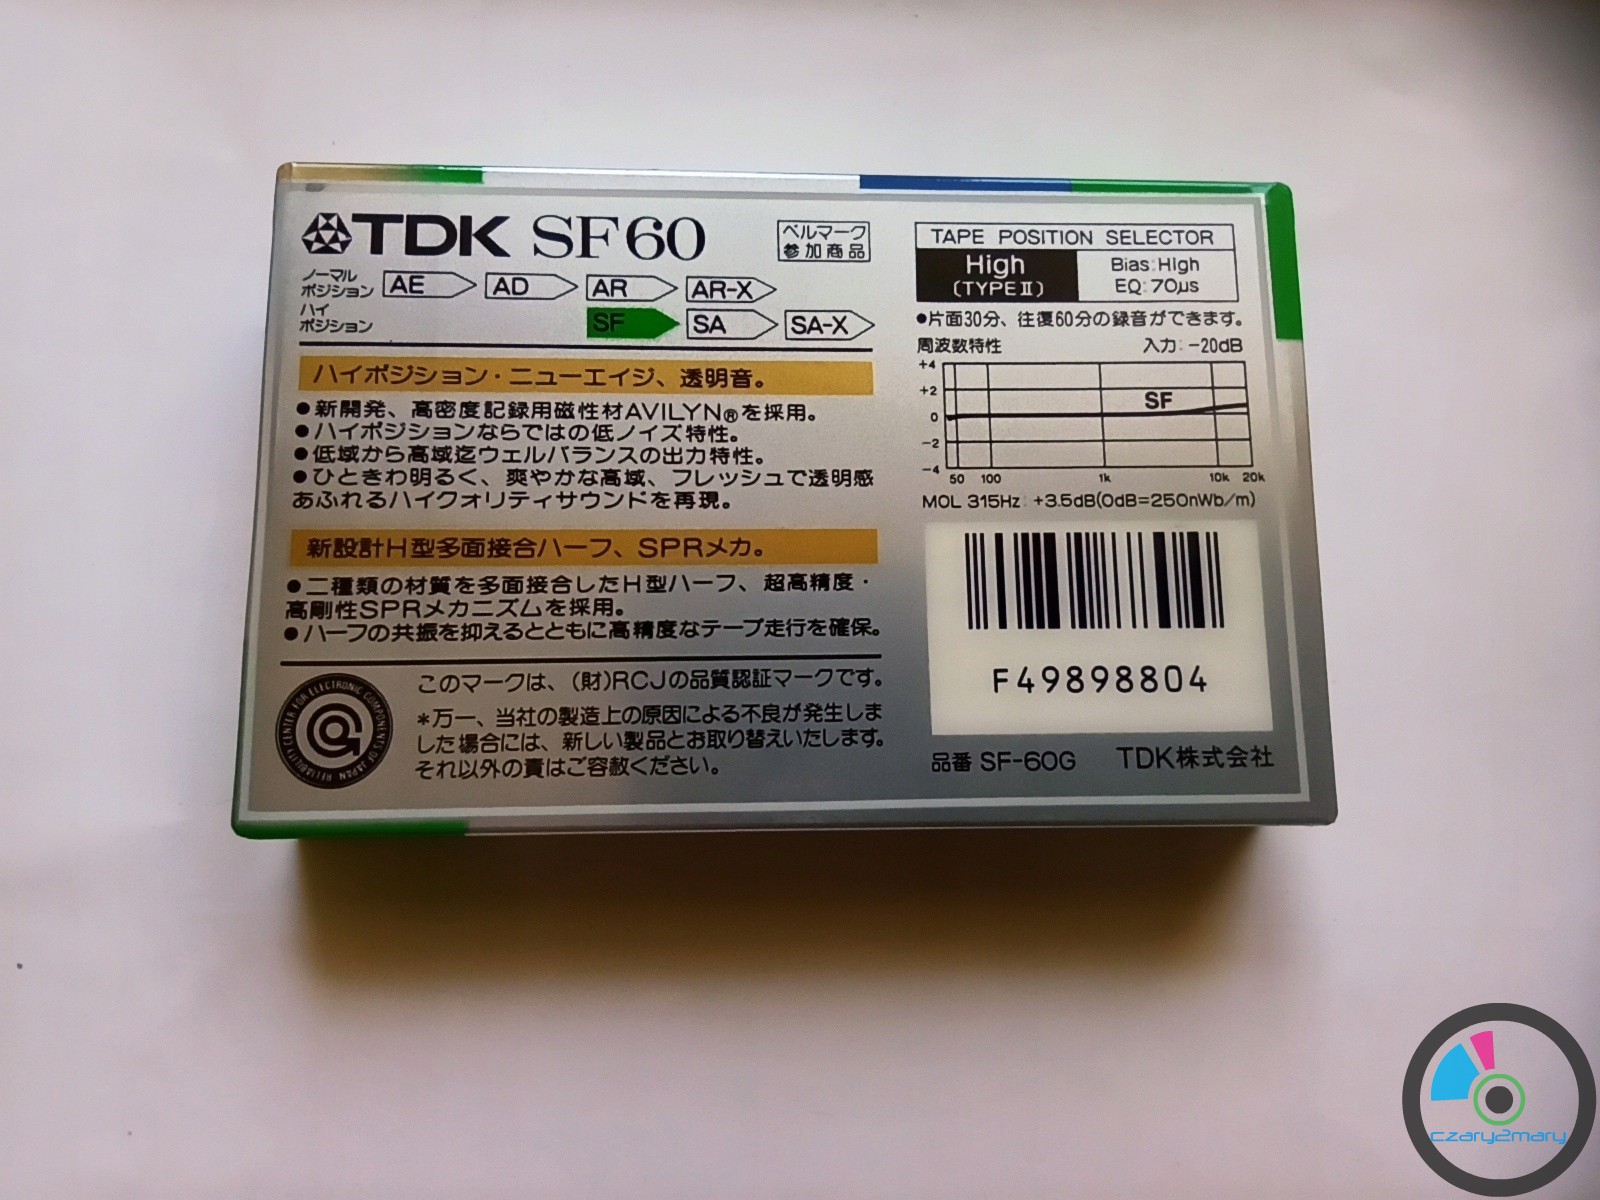 TDK SF60
ベルマーク
参加商品
ノーマル
ポジション
AE
AD
AR
AR-X
ハイ
ポジション
SF
SA
SA-X
ハイポジション・ニューエイジ、透明音。
●新開発、高密度記録用磁性材AVILYN®を採用。
●ハイポジションならではの低ノイズ特性。
●低域から高域迄ウェルバランスの出力特性。
●ひときわ明るく、爽やかな高域、フレッシュで透明感
あふれるハイクオリティサウンドを再現。
新設計H型多面接合ハーフ、SPRメカ。
●二種類の材質を多面接合したH型ハーフ、超高精度・
高剛性SPRメカニズムを採用。
●ハーフの共振を抑えるとともに高精度なテープ走行を確保。
RELIABILITY CENTER FOR ELECTRONIC COMPONENTS OF JAPAN
このマークは、(財)RCJの品質認証マークです。
*万一、当社の製造上の原因による不良が発生しま
した場合には、新しい製品とお取り替えいたします。
それ以外の責はご容赦ください。
TAPE POSITION SELECTOR
High
(TYPE II)
Bias:High
EQ:70μs
●片面30分、往復60分の録音ができます。
周波数特性 入力:-20dB
+4
+2
0
-2
-4
SF
50 100 1k 10k 20k
MOL 315Hz: +3.5dB(0dB=250nWb/m)
F49898804
品番 SF-60G TDK株式会社
czary2mary